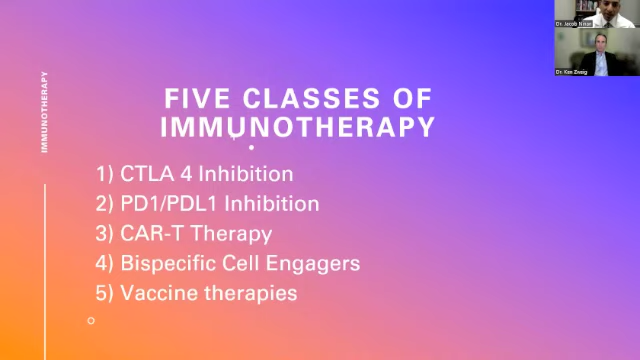 Dr. Jacob Ninan
Dr. Ken Zweig
IMMUNOTHERAPY
FIVE CLASSES OF
IMMUNOTHERAPY
1) CTLA 4 Inhibition
2) PD1/PDL1 Inhibition
3) CAR-T Therapy
4) Bispecific Cell Engagers
5) Vaccine therapies